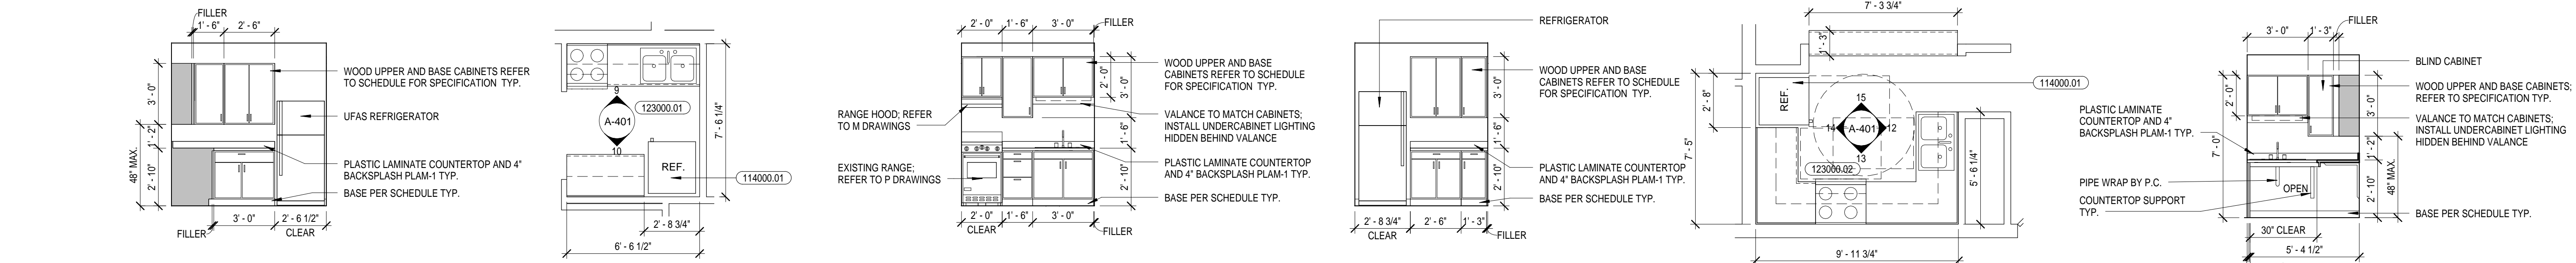 FILLER
1' - 6"
2' - 6"
3' - 0"
1' - 2"
2' - 10"
48" MAX.
WOOD UPPER AND BASE CABINETS REFER
TO SCHEDULE FOR SPECIFICATION TYP.
UFAS REFRIGERATOR
PLASTIC LAMINATE COUNTERTOP AND 4"
BACKSPLASH PLAM-1 TYP.
BASE PER SCHEDULE TYP.
3' - 0"
2' - 6 1/2"
FILLER
CLEAR
9
A-401
10
123000.01
REF.
114000.01
7' - 6 1/4"
2' - 8 3/4"
6' - 6 1/2"
2' - 0"
1' - 6"
3' - 0"
FILLER
RANGE HOOD; REFER
TO M DRAWINGS
EXISTING RANGE;
REFER TO P DRAWINGS
2' - 0"
3' - 0"
1' - 6"
2' - 10"
WOOD UPPER AND BASE
CABINETS REFER TO SCHEDULE
FOR SPECIFICATION  TYP.
VALANCE TO MATCH CABINETS;
INSTALL UNDERCABINET LIGHTING
HIDDEN BEHIND VALANCE
PLASTIC LAMINATE COUNTERTOP
AND 4" BACKSPLASH PLAM-1 TYP.
BASE PER SCHEDULE TYP.
2' - 0"
1' - 6"
3' - 0"
CLEAR
FILLER
REFRIGERATOR
WOOD UPPER AND BASE
CABINETS REFER TO SCHEDULE
FOR SPECIFICATION  TYP.
PLASTIC LAMINATE COUNTERTOP
AND 4" BACKSPLASH PLAM-1 TYP.
BASE PER SCHEDULE TYP.
3' - 0"
1' - 6"
2' - 10"
2' - 8 3/4"
2' - 6"
1' - 3"
CLEAR
FILLER
7' - 3 3/4"
1' - 3"
2' - 8"
7' - 5"
REF.
114000.01
15
14
A-401
12
13
123000.02
5' - 6 1/4"
9' - 11 3/4"
3' - 0"
1' - 3"
FILLER
BLIND CABINET
WOOD UPPER AND BASE CABINETS;
REFER TO SPECIFICATION TYP.
VALANCE TO MATCH CABINETS;
INSTALL UNDERCABINET LIGHTING
HIDDEN BEHIND VALANCE
BASE PER SCHEDULE TYP.
PLASTIC LAMINATE
COUNTERTOP AND 4"
BACKSPLASH PLAM-1 TYP.
PIPE WRAP BY P.C.
COUNTERTOP SUPPORT
TYP.
2' - 0"
7' - 0"
3' - 0"
1' - 2"
2' - 10"
48" MAX.
OPEN
30" CLEAR
5' - 4 1/2"